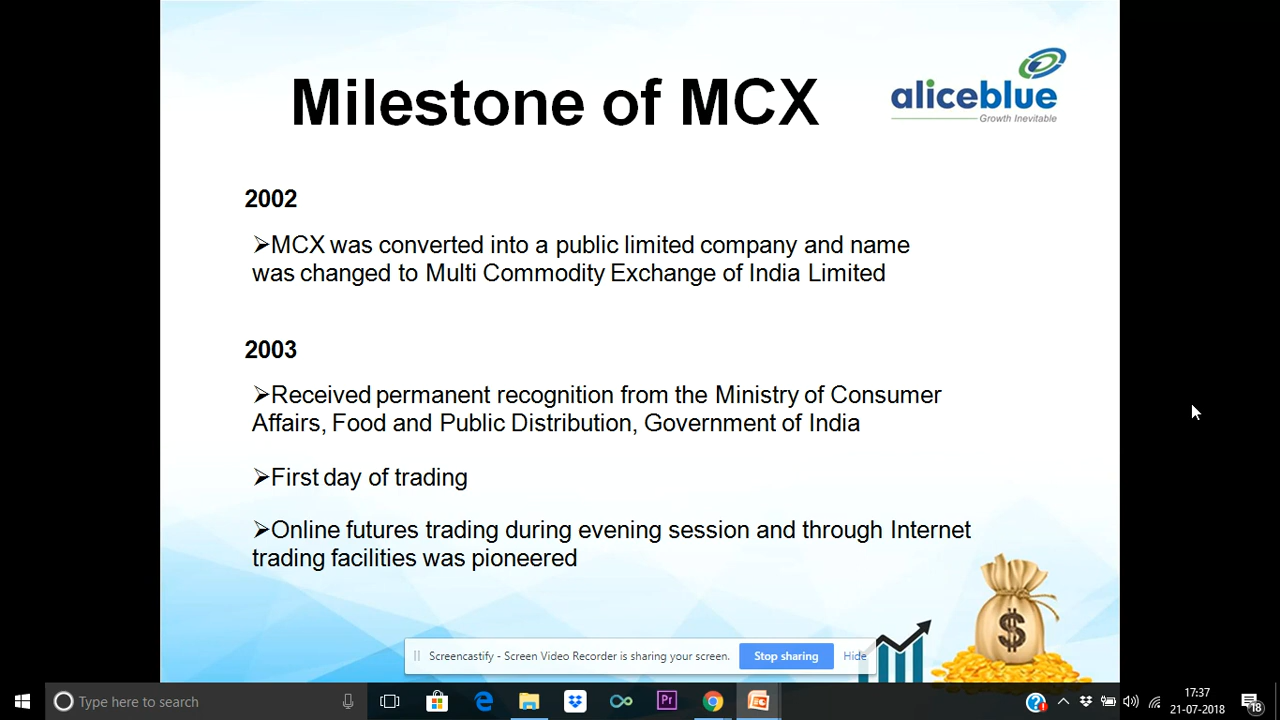 Milestone of MCX
aliceblue
Growth Inevitable
2002
➢MCX was converted into a public limited company and name
was changed to Multi Commodity Exchange of India Limited
2003
➢Received permanent recognition from the Ministry of Consumer
Affairs, Food and Public Distribution, Government of India
➢First day of trading
➢Online futures trading during evening session and through Internet
trading facilities was pioneered
$
Screencastify - Screen Video Recorder is sharing your screen. Stop sharing Hide
Type here to search
Pr
17:37
21-07-2018
18